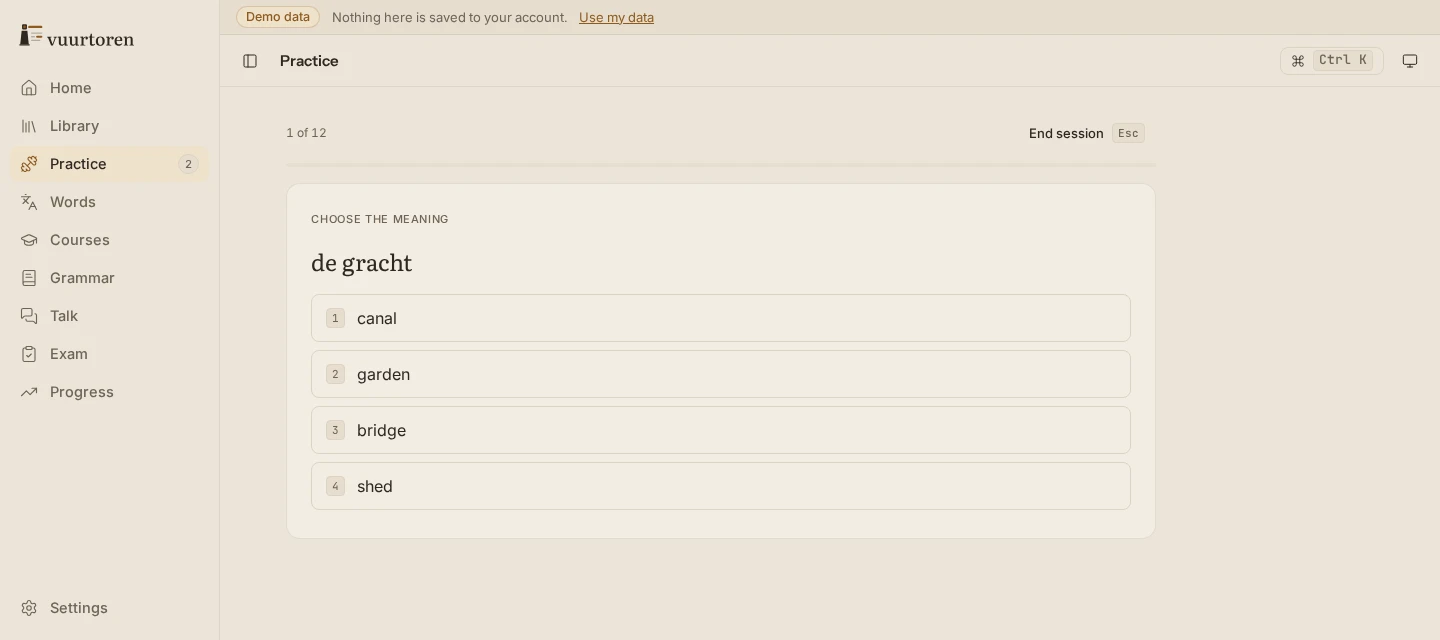 vuurtoren
Home
Library
Practice 2
Words
Courses
Grammar
Talk
Exam
Progress
Settings
Demo data Nothing here is saved to your account. Use my data
Practice
⌘ Ctrl K
1 of 12
End session Esc
CHOOSE THE MEANING
de gracht
1 canal
2 garden
3 bridge
4 shed